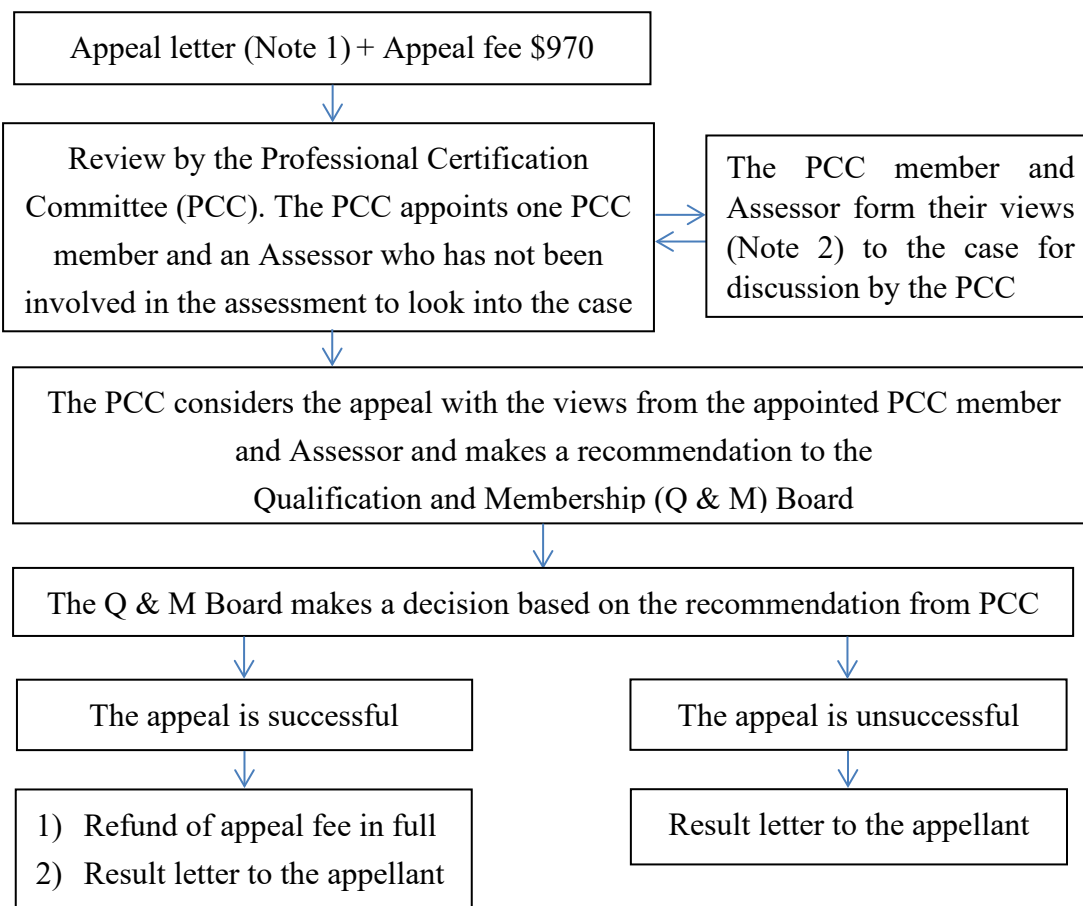 Appeal letter (Note 1) + Appeal fee $970
Review by the Professional Certification
Committee (PCC). The PCC appoints one PCC
member and an Assessor who has not been
involved in the assessment to look into the case
The PCC member and
Assessor form their views
(Note 2) to the case for
discussion by the PCC
The PCC considers the appeal with the views from the appointed PCC member
and Assessor and makes a recommendation to the
Qualification and Membership (Q & M) Board
The Q & M Board makes a decision based on the recommendation from PCC
The appeal is successful
The appeal is unsuccessful
1) Refund of appeal fee in full
2) Result letter to the appellant
Result letter to the appellant